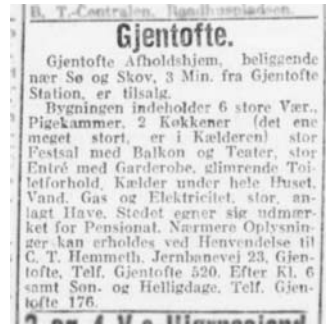 B. T.-Centralen, Raadhuspladsen.
Gjentofte.
Gjentofte Afholdshjem, beliggende
nær Sø og Skov, 3 Min. fra Gjentofte
Station, er tilsalg.
Bygningen indeholder 6 store Vær.,
Pigekammer, 2 Køkkener (det ene
meget stort, er i Kælderen) stor
Festsal med Balkon og Teater, stor
Entré med Garderobe, glimrende Toi-
letforhold, Kælder under hele Huset,
Vand, Gas og Elektricitet, stor, an-
lagt Have. Stedet egner sig udmær-
ket for Pensionat. Nærmere Oplysnin-
ger kan erholdes ved Henvendelse til
C. T. Hemmeth, Jernbanevej 23, Gjen-
tofte, Telf. Gjentofte 520. Efter Kl. 6
samt Søn- og Helligdage, Telf. Gjen-
tofte 176.